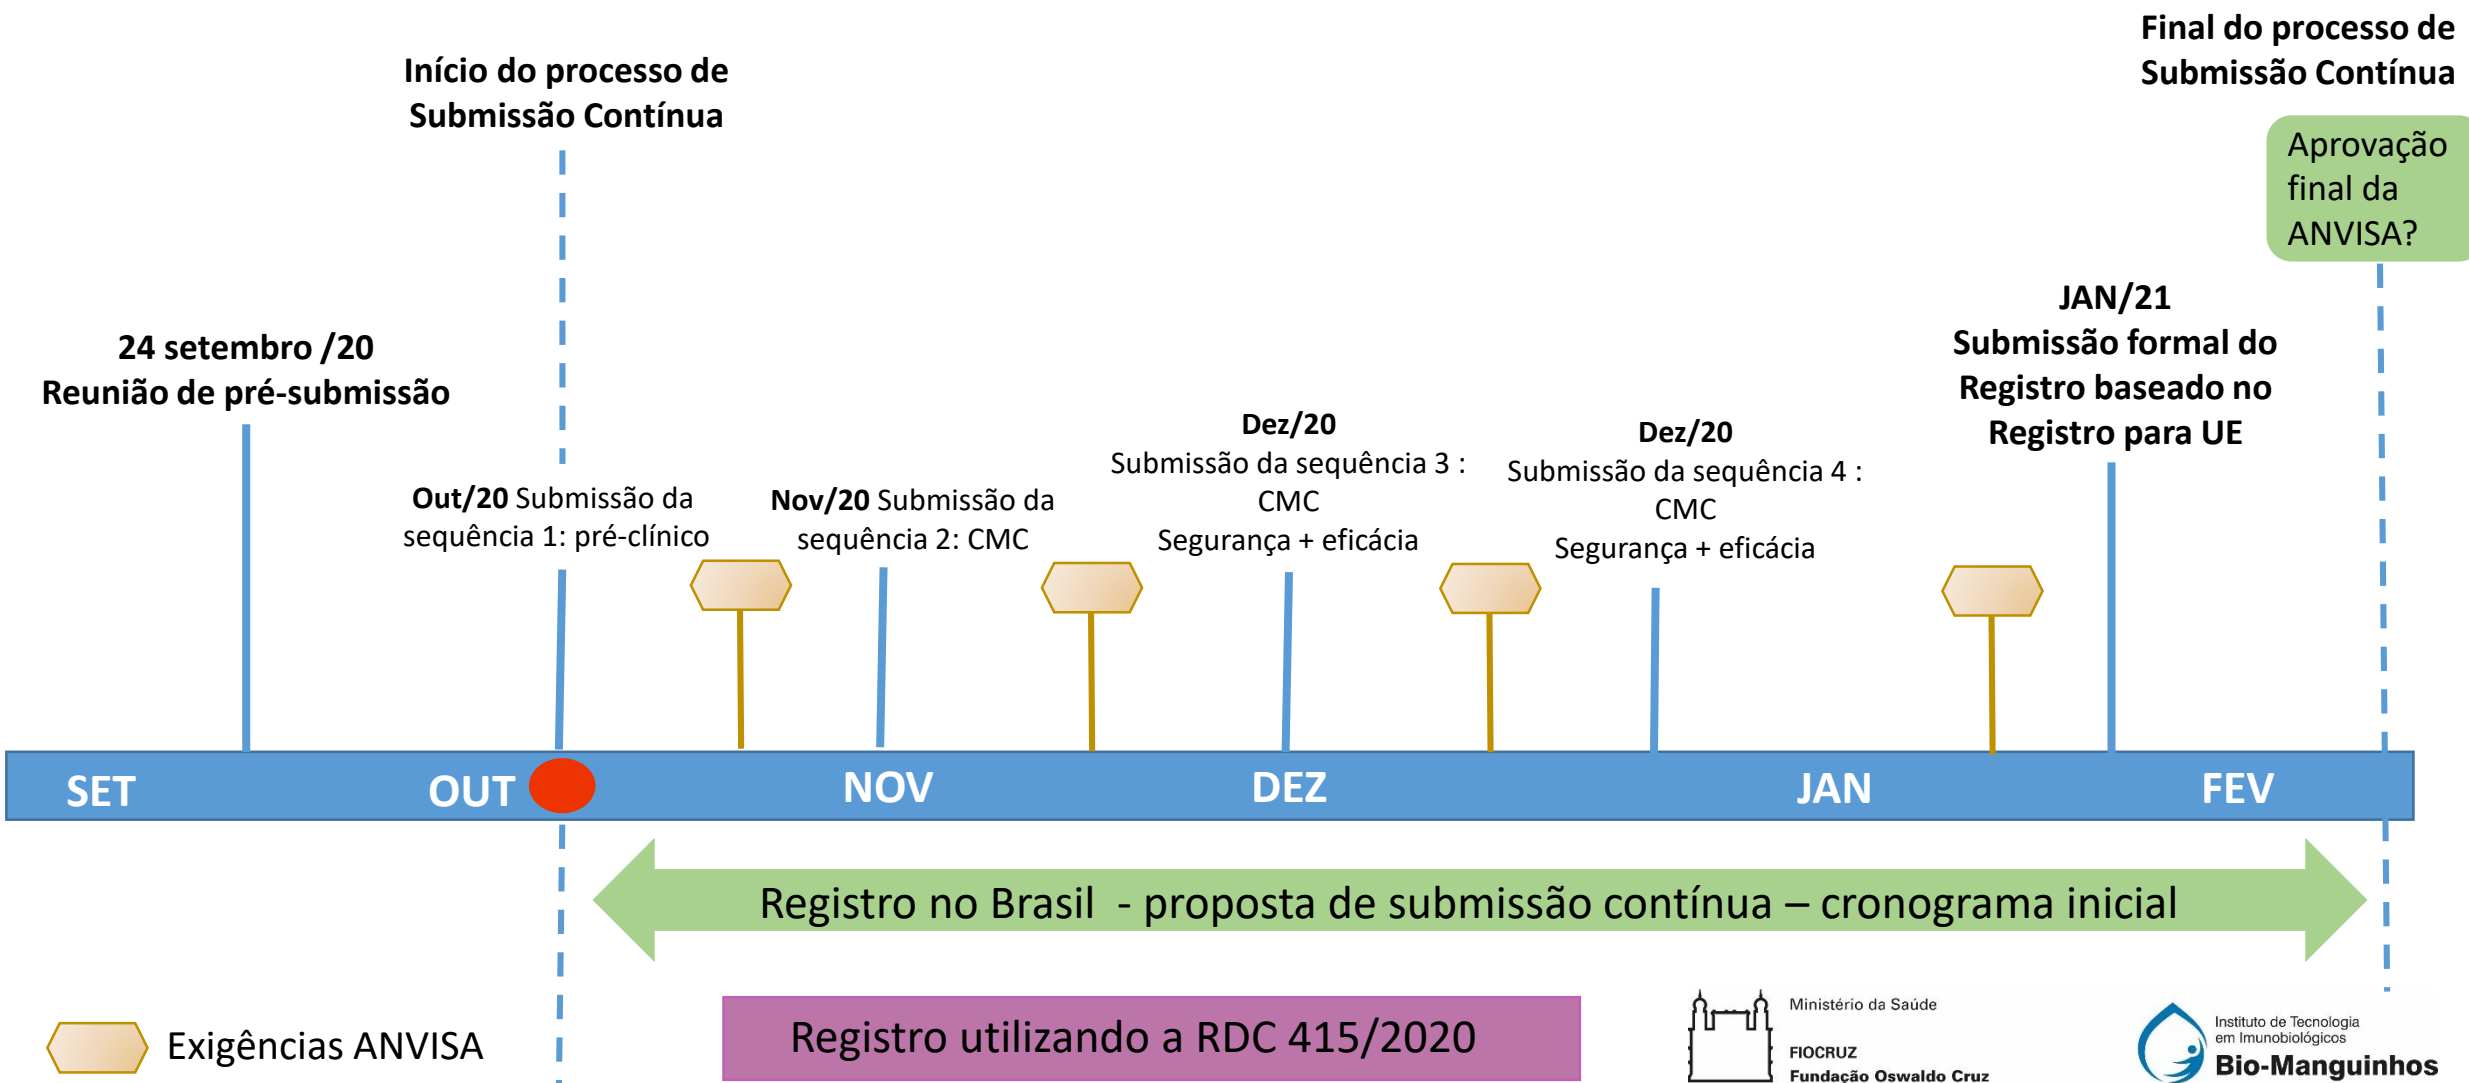 Início do processo de
Submissão Contínua
Final do processo de
Submissão Contínua
Aprovação
final da
ANVISA?
24 setembro /20
Reunião de pré-submissão
Out/20 Submissão da
sequência 1: pré-clínico
Nov/20 Submissão da
sequência 2: CMC
Dez/20
Submissão da sequência 3 :
CMC
Segurança + eficácia
Dez/20
Submissão da sequência 4 :
CMC
Segurança + eficácia
JAN/21
Submissão formal do
Registro baseado no
Registro para UE
SET
OUT
NOV
DEZ
JAN
FEV
Registro no Brasil - proposta de submissão contínua – cronograma inicial
Exigências ANVISA
Registro utilizando a RDC 415/2020
Ministério da Saúde
FIOCRUZ
Fundação Oswaldo Cruz
Instituto de Tecnologia
em Imunobiológicos
Bio-Manguinhos